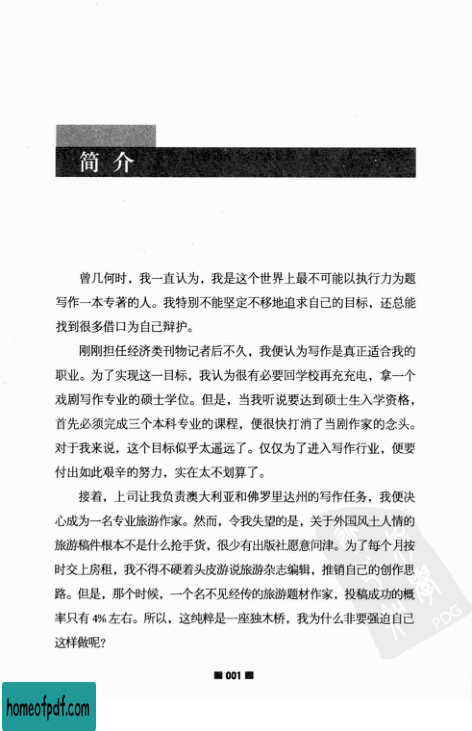 简 介
曾几何时，我一直认为，我是这个世界上最不可能以执行力为题
写作一本专著的人。我特别不能坚定不移地追求自己的目标，还总能
找到很多借口为自己辩护。
刚刚担任经济类刊物记者后不久，我便认为写作是真正适合我的
职业。为了实现这一目标，我认为很有必要回学校再充充电，拿一个
戏剧写作专业的硕士学位。但是，当我听说要达到硕士生入学资格，
首先必须完成三个本科专业的课程，便很快打消了当剧作家的念头。
对于我来说，这个目标似乎太遥远了。仅仅为了进入写作行业，便要
付出如此艰辛的努力，实在太不划算了。
接着，上司让我负责澳大利亚和佛罗里达州的写作任务，我便决
心成为一名专业旅游作家。然而，令我失望的是，关于外国风土人情的
旅游稿件根本不是什么抢手货，很少有出版社愿意问津。为了每个月按
时交上房租，我不得不硬着头皮游说旅游杂志编辑，推销自己的创作思
路。但是，那个时候，一个名不见经传的旅游题材作家，投稿成功的概
率只有4%左右。所以，这纯粹是一座独木桥，我为什么非要强迫自己
这样做呢？
PDG
001
homeofpdf.com